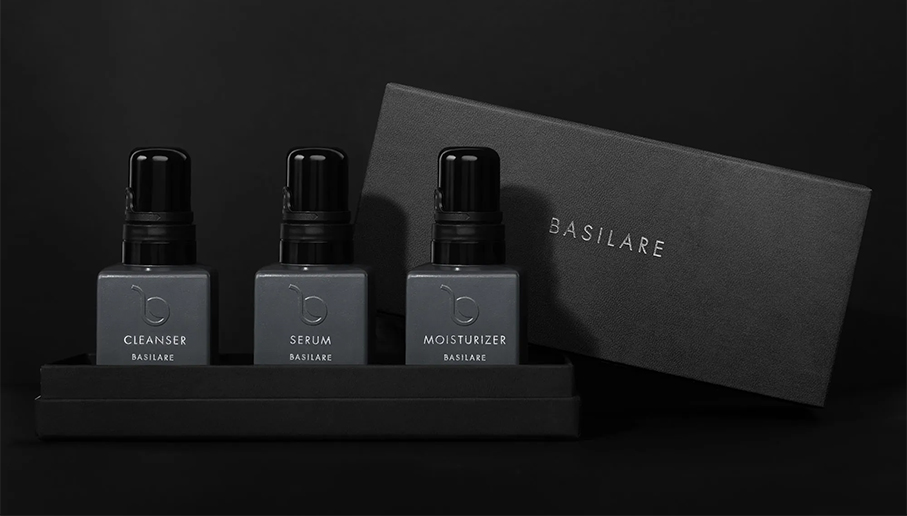 BASILARE
CLEANSER
BASILARE
SERUM
BASILARE
MOISTURIZER
BASILARE